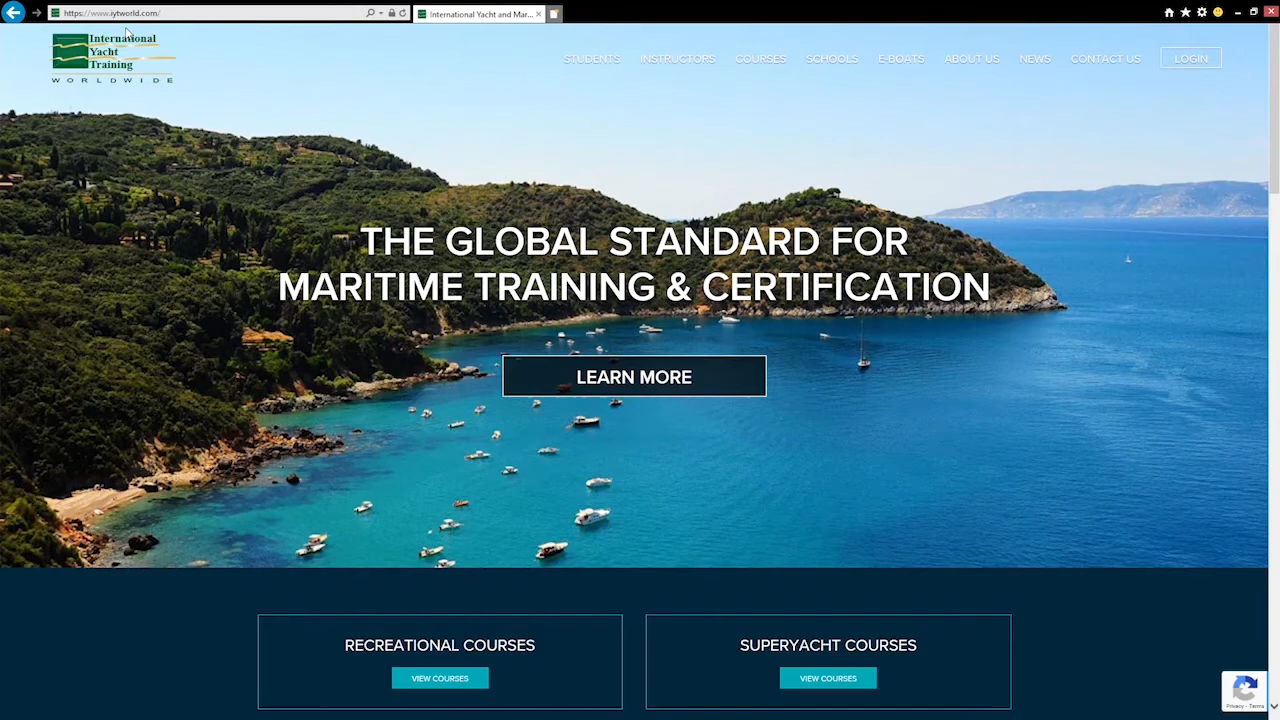 https://www.iytworld.com/
International Yacht and Mar...
International
Yacht
Training
WORLDWIDE
STUDENTS
INSTRUCTORS
COURSES
SCHOOLS
E-BOATS
ABOUT US
NEWS
CONTACT US
LOGIN
THE GLOBAL STANDARD FOR
MARITIME TRAINING & CERTIFICATION
LEARN MORE
RECREATIONAL COURSES
VIEW COURSES
SUPERYACHT COURSES
VIEW COURSES
Privacy - Terms